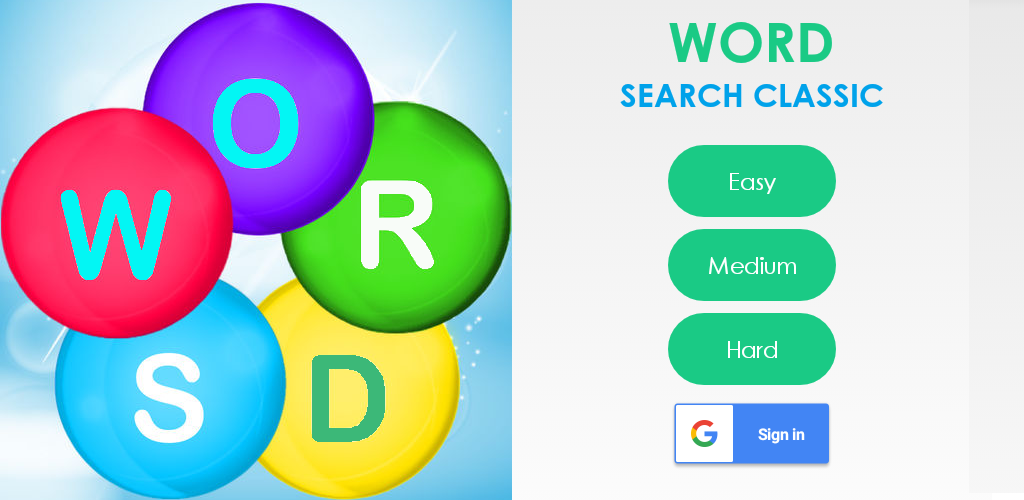 W O R D S
WORD
SEARCH CLASSIC
Easy
Medium
Hard
G Sign in